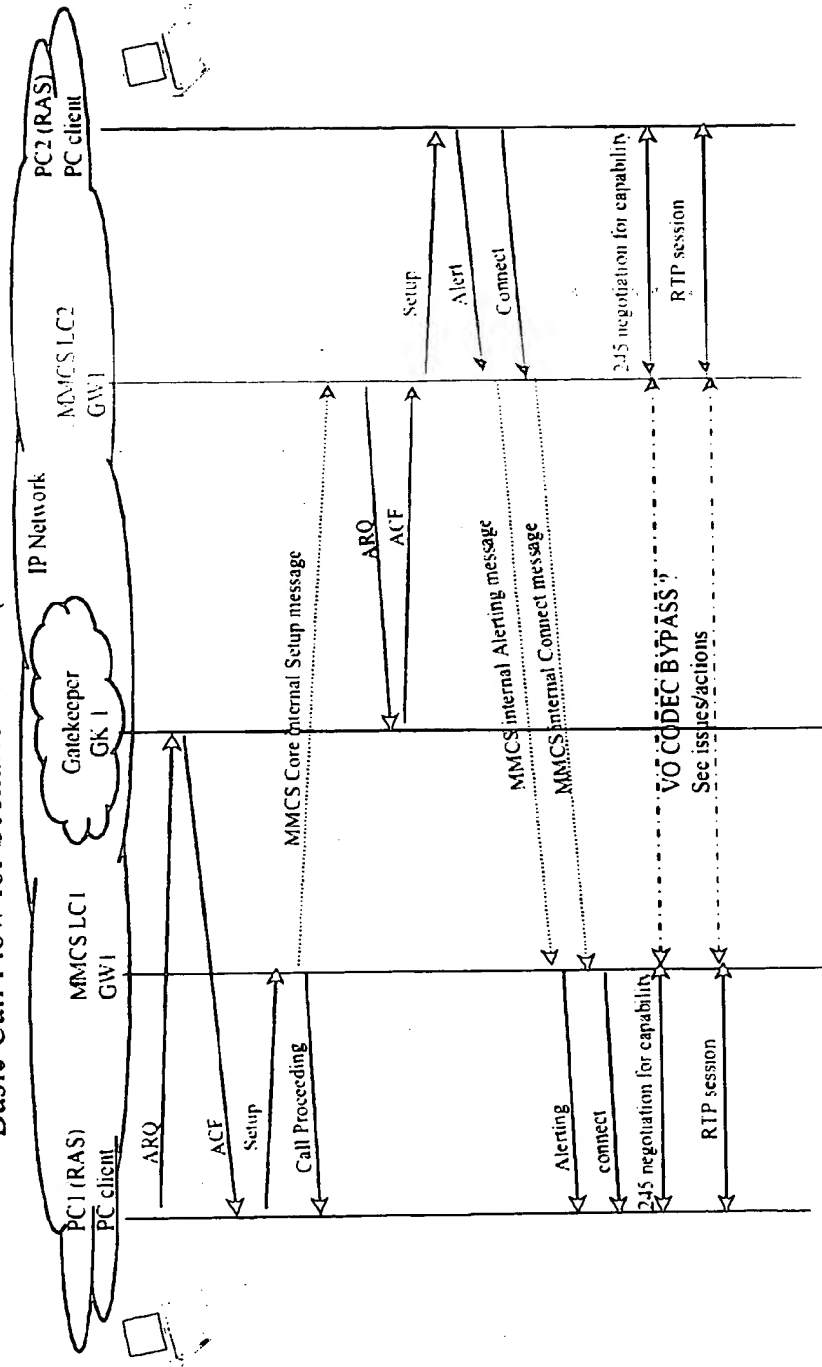 Basic Call Flow for
IP Network
PC1 (RAS)
PC client
MMCS LC1
GW1
Gatekeeper
GK 1
MMCS LC2
GW1
PC2 (RAS)
PC client
ARQ
ACF
Setup
Call Proceeding
MMCS Core internal Setup message
ARQ
ACF
Setup
Alert
Connect
MMCS internal Alerting message
MMCS internal Connect message
Alerting
connect
245 negotiation for capability
VO CODEC BYPASS ?
See issues/actions
245 negotiation for capability
RTP session
RTP session